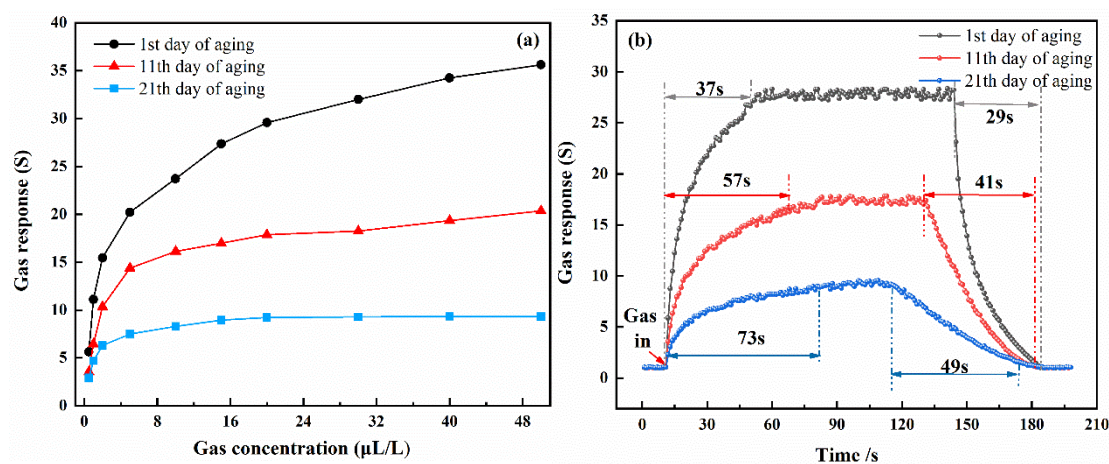 (a)
1st day of aging
11th day of aging
21th day of aging
Gas response (S)
40
35
30
25
20
15
10
5
0
0 8 16 24 32 40 48
Gas concentration (μL/L)
(b)
1st day of aging
11th day of aging
21th day of aging
Gas response (S)
35
30
25
20
15
10
5
0
37s
29s
57s
41s
Gas
in
73s
49s
0 30 60 90 120 150 180 210
Time /s